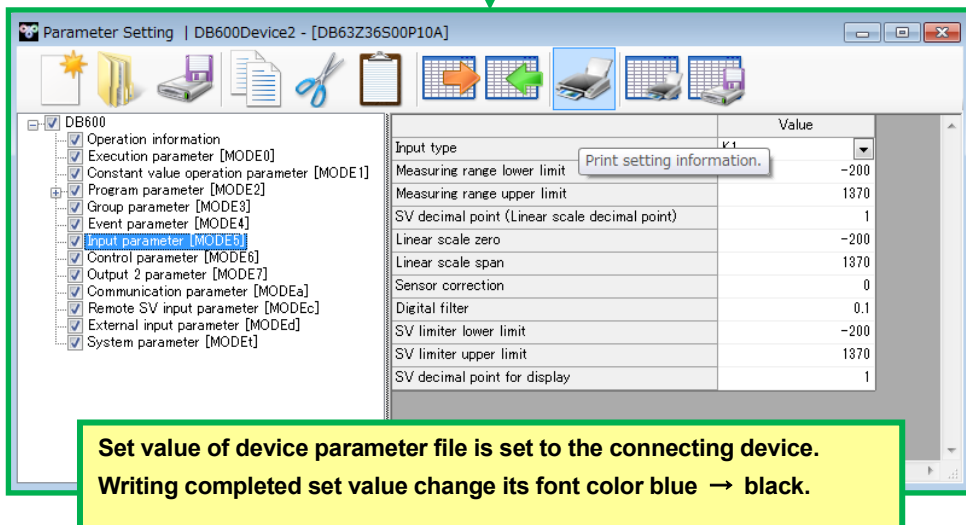 Parameter Setting | DB600Device2 - [DB63Z36S00P10A]
DB600
Operation information
Execution parameter [MODE0]
Constant value operation parameter [MODE1]
Program parameter [MODE2]
Group parameter [MODE3]
Event parameter [MODE4]
Input parameter [MODE5]
Control parameter [MODE6]
Output 2 parameter [MODE7]
Communication parameter [MODEa]
Remote SV input parameter [MODEc]
External input parameter [MODEd]
System parameter [MODEt]
Value
Input type
Print setting information.
Measuring range lower limit -200
Measuring range upper limit 1370
SV decimal point (Linear scale decimal point) 1
Linear scale zero -200
Linear scale span 1370
Sensor correction 0
Digital filter 0.1
SV limiter lower limit -200
SV limiter upper limit 1370
SV decimal point for display 1
Set value of device parameter file is set to the connecting device.
Writing completed set value change its font color blue → black.